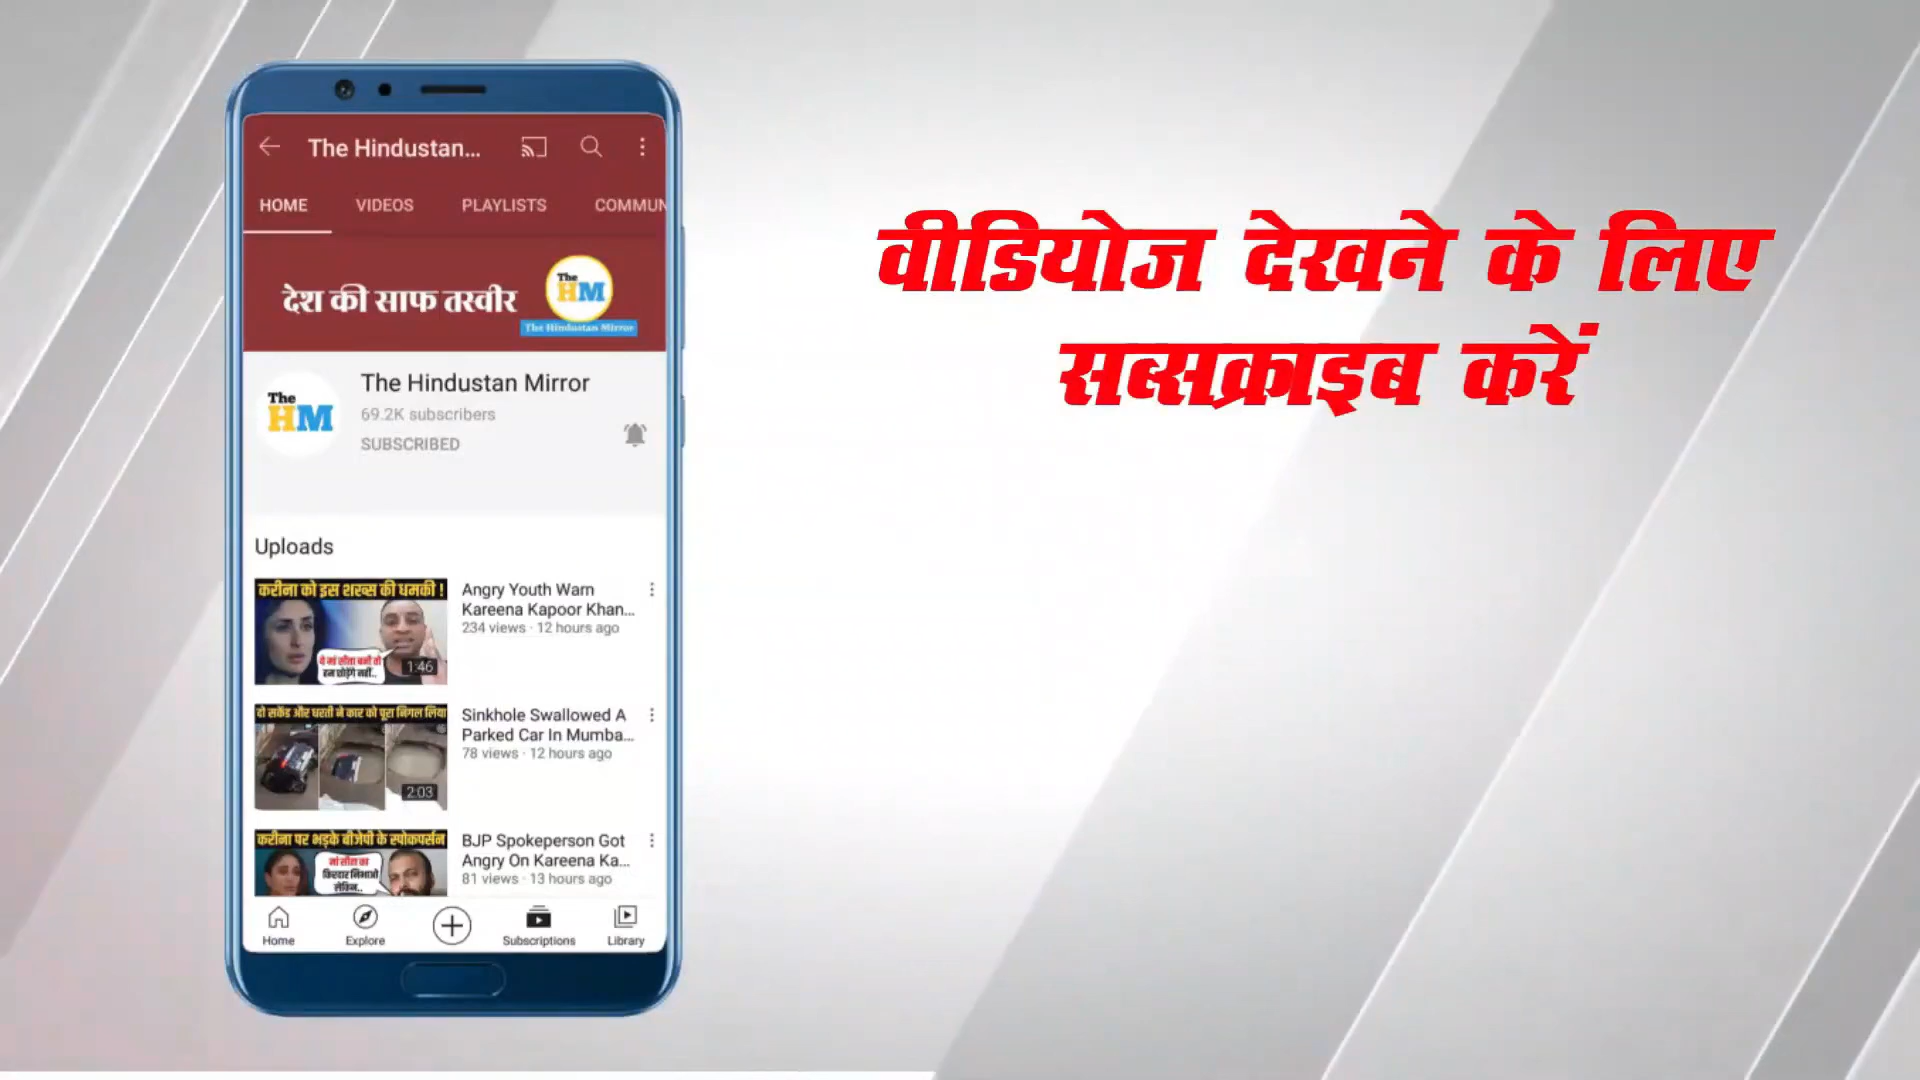 The Hindustan...
HOME VIDEOS PLAYLISTS COMMUN
देश की साफ तस्वीर
The
HM
The Hindustan Mirror
The
HM
The Hindustan Mirror
69.2K subscribers
SUBSCRIBED
Uploads
करीना को इस शख्स की धमकी !
वे मां सीता बनी तो
हम छोड़ेंगे नहीं..
1:46
Angry Youth Warn
Kareena Kapoor Khan...
234 views · 12 hours ago
दो सकेंड और धरती ने कार को पूरा निगल लिया
2:03
Sinkhole Swallowed A
Parked Car In Mumba...
78 views · 12 hours ago
करीना पर भड़के बीजेपी के स्पोकपर्सन
मां सीता का
किरदार निभाओ
लेकिन..
BJP Spokeperson Got
Angry On Kareena Ka...
81 views · 13 hours ago
Home Explore Subscriptions Library
वीडियोज देखने के लिए
सब्सक्राइब करें